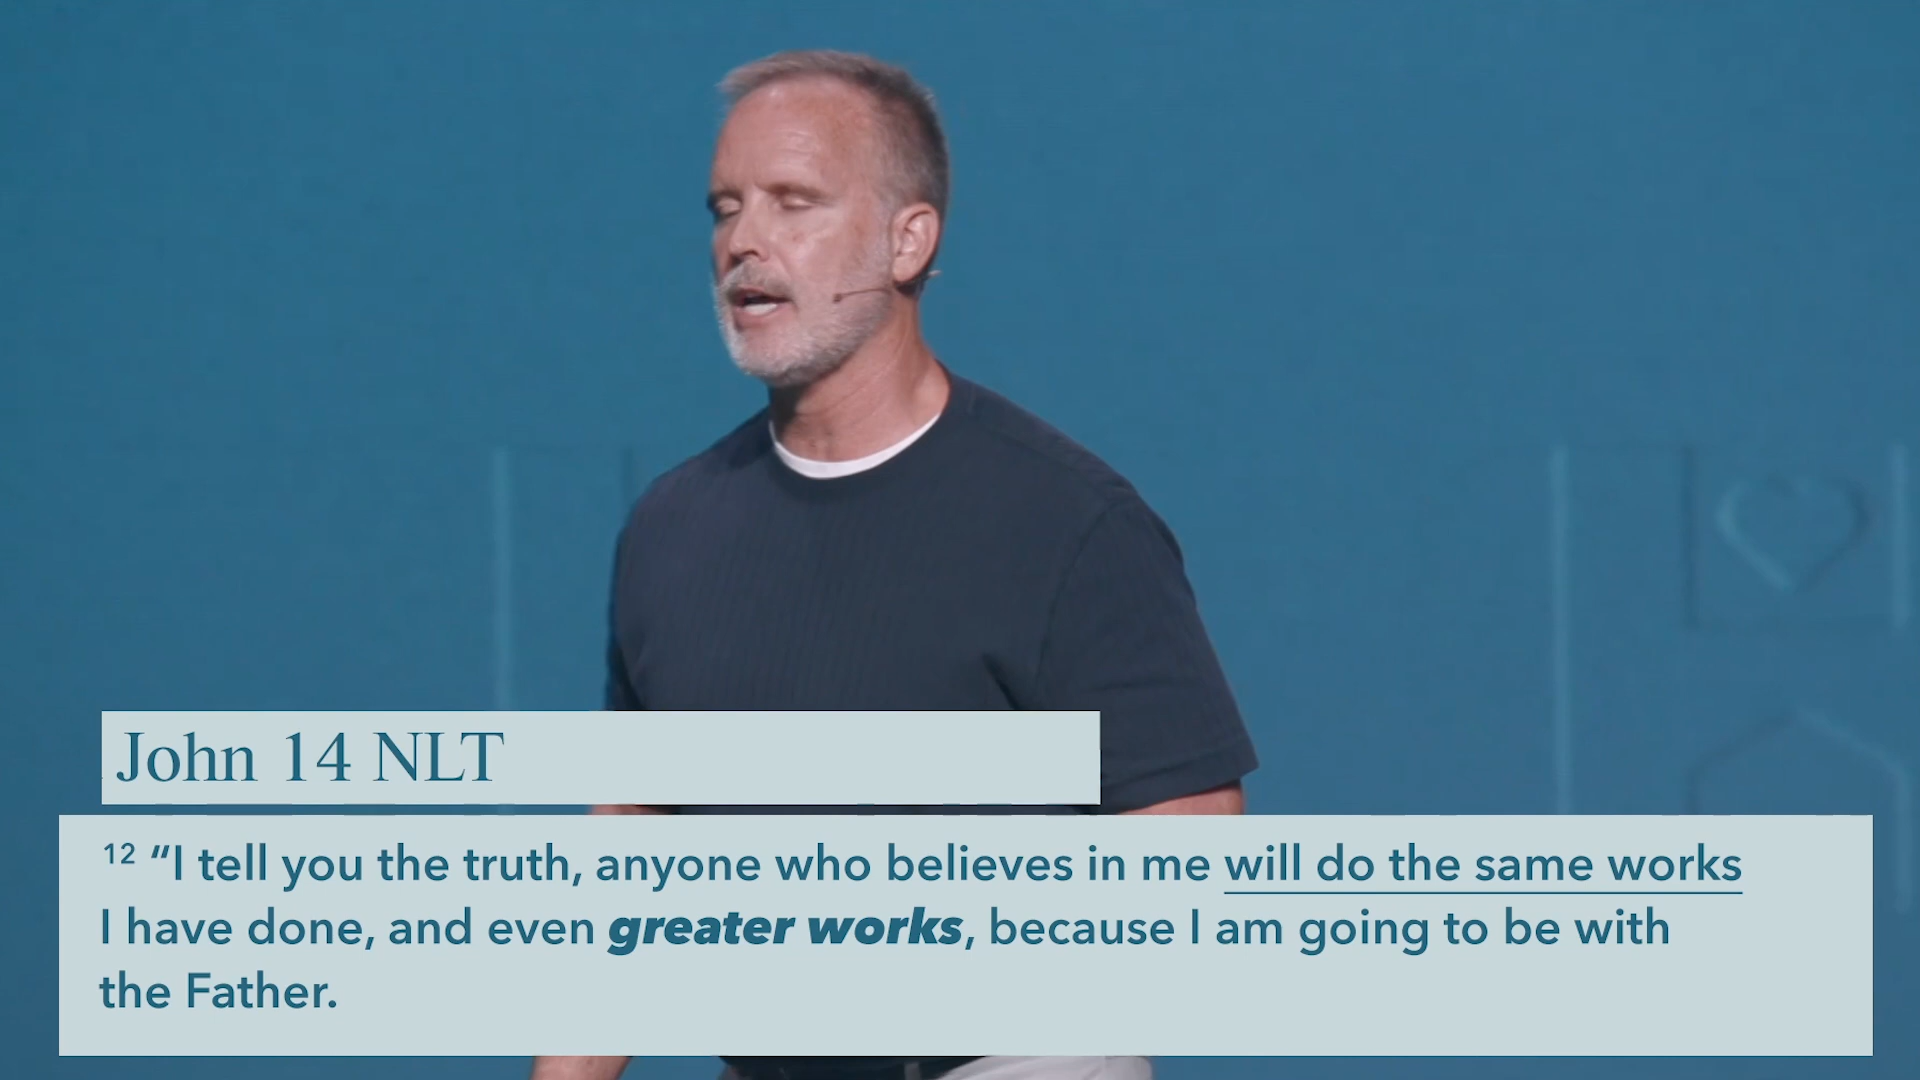 John 14 NLT
12 “I tell you the truth, anyone who believes in me will do the same works
I have done, and even greater works, because I am going to be with
the Father.